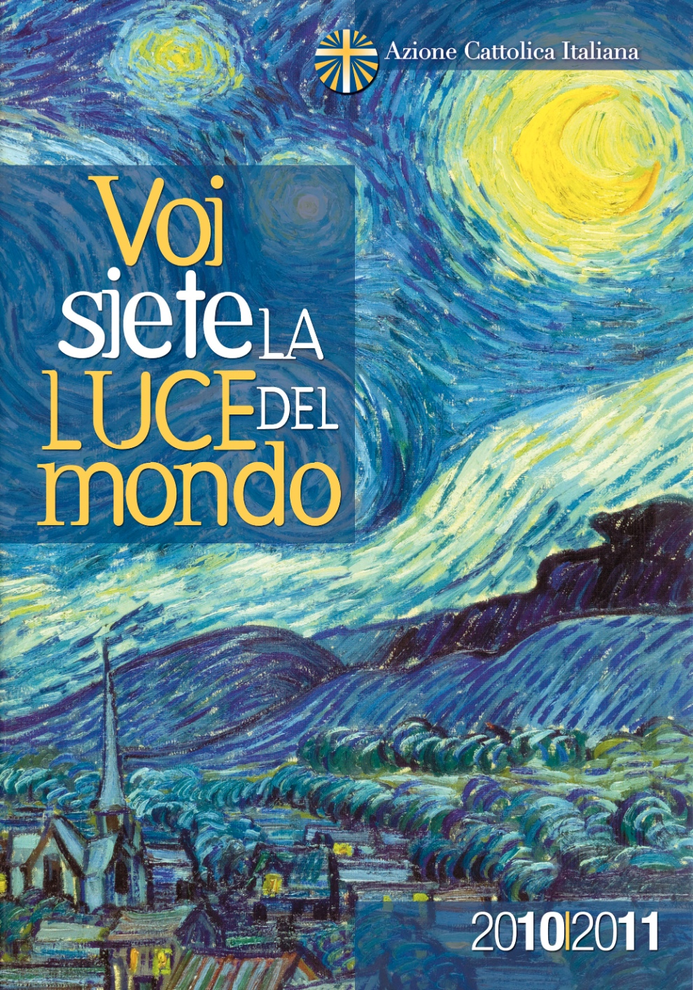 Azione Cattolica Italiana
Voi
siete LA
LUCE DEL
mondo
2010|2011